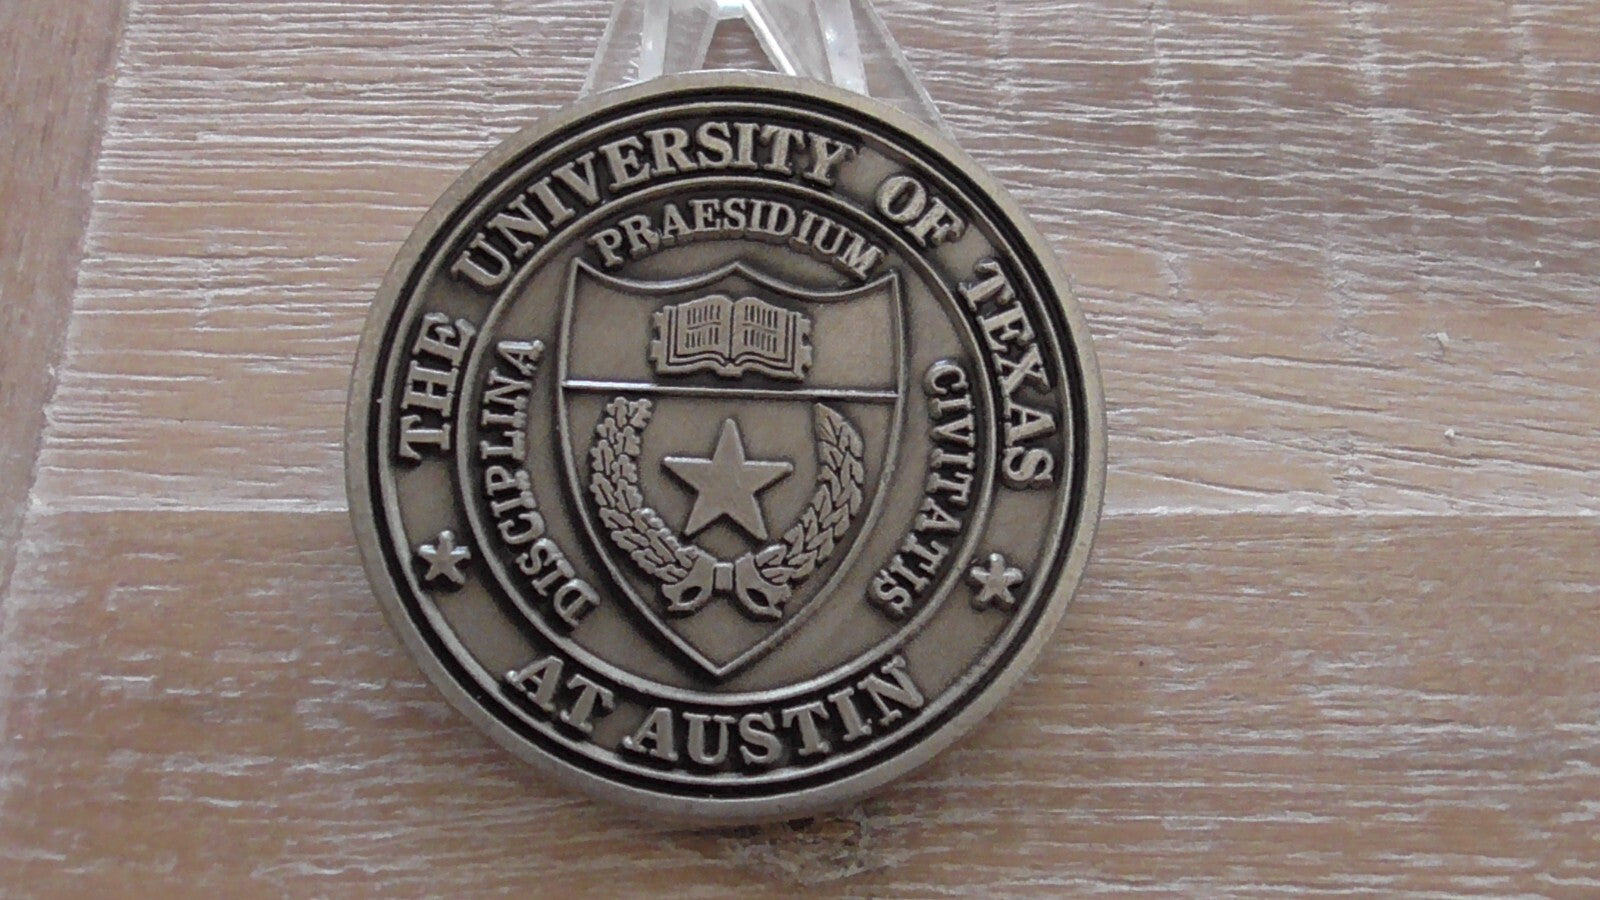 THE UNIVERSITY OF TEXAS
AT AUSTIN
DISCIPLINA
PRAESIDIUM
CIVITATIS